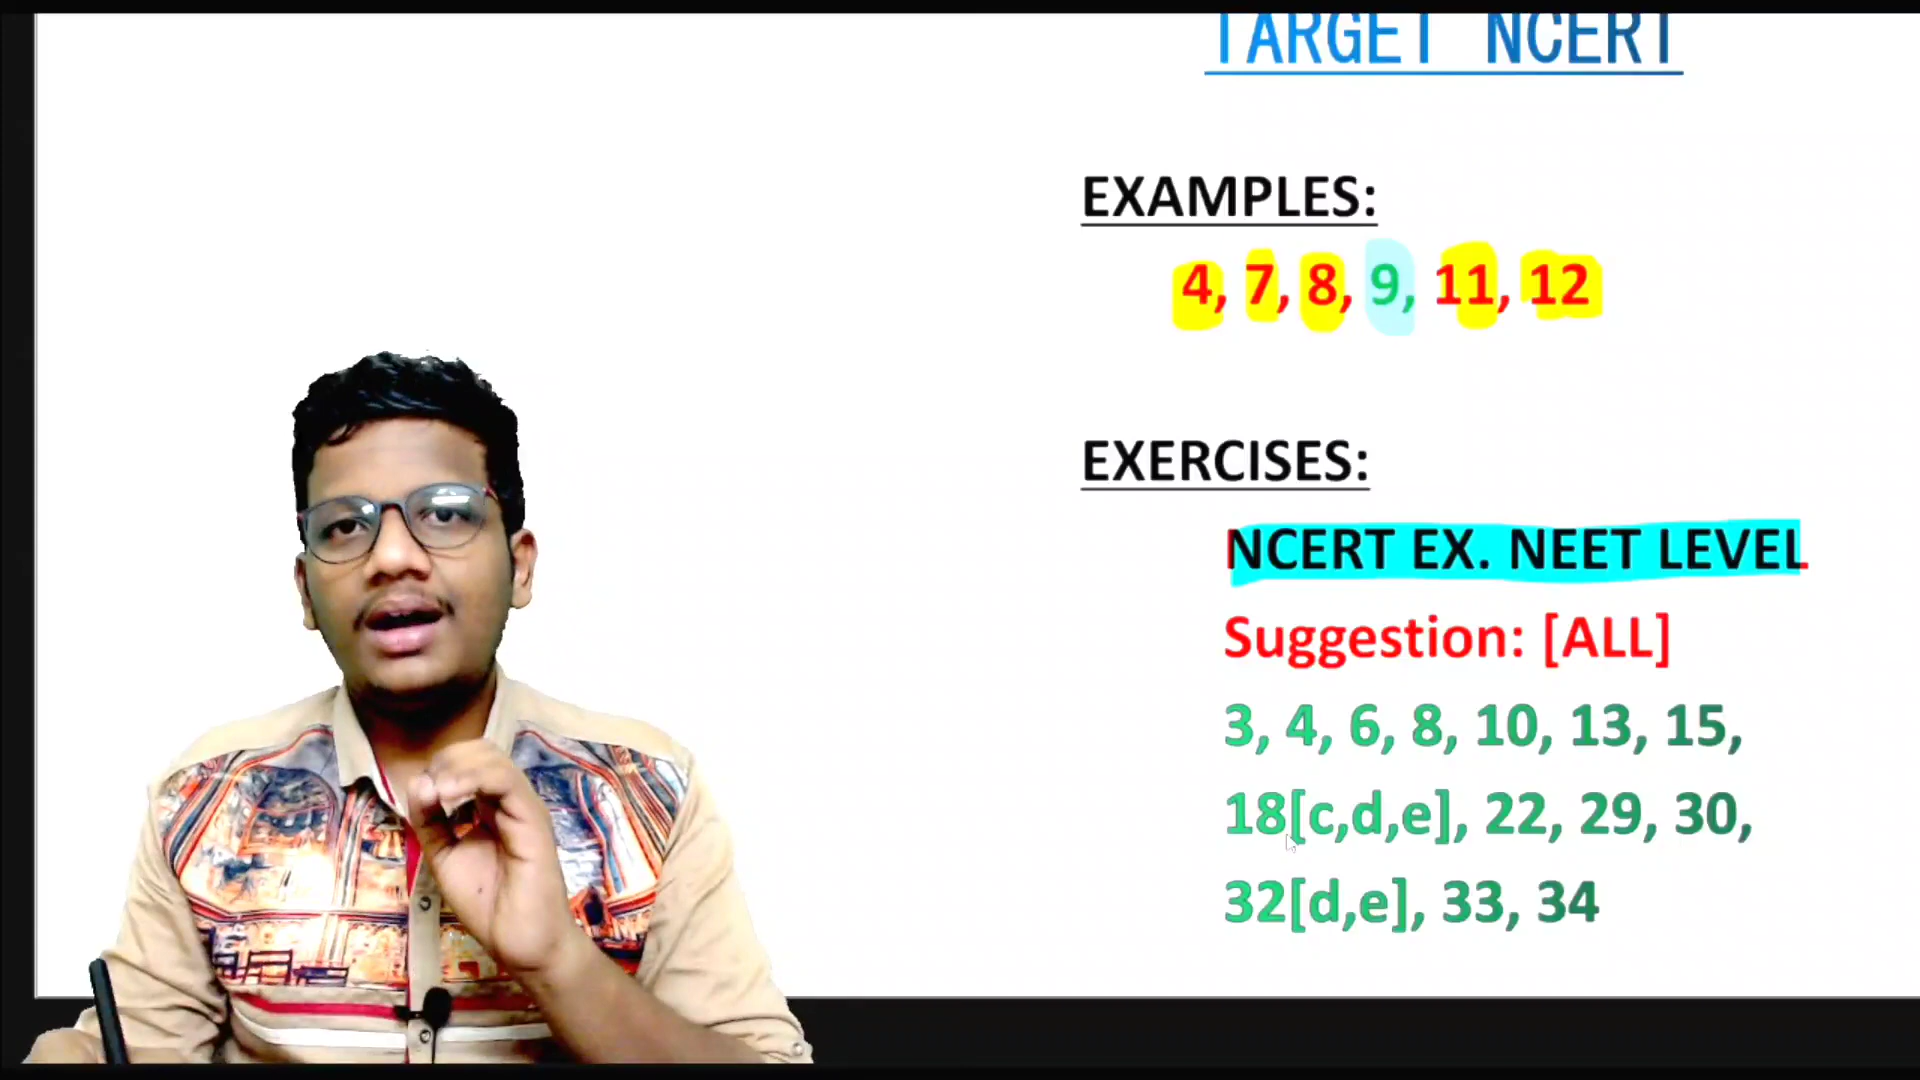 TARGET NCERT
EXAMPLES:
4, 7, 8, 9, 11, 12
EXERCISES:
NCERT EX. NEET LEVEL
Suggestion: [ALL]
3, 4, 6, 8, 10, 13, 15,
18[c,d,e], 22, 29, 30,
32[d,e], 33, 34